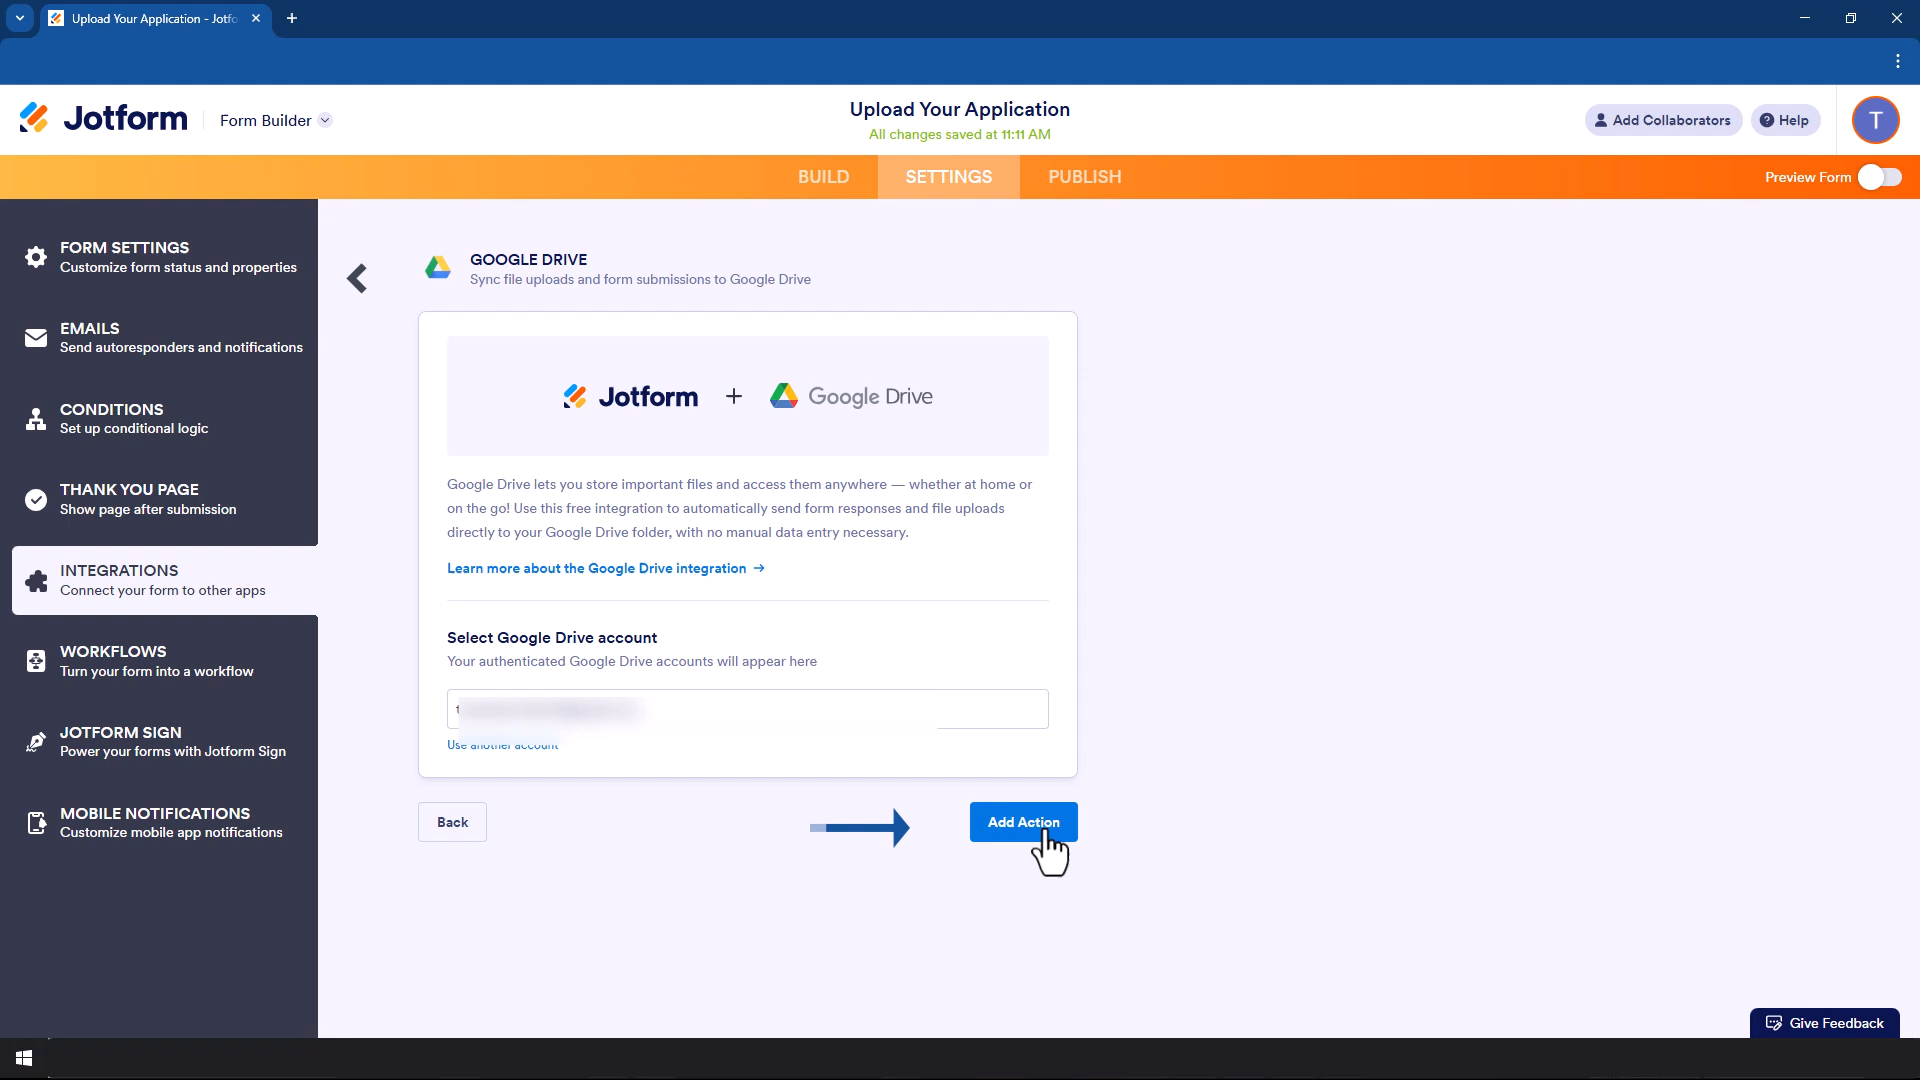 Upload Your Application - Jotfo
Jotform
Form Builder
Upload Your Application
All changes saved at 11:11 AM
Add Collaborators
Help
T
BUILD
SETTINGS
PUBLISH
Preview Form
FORM SETTINGS
Customize form status and properties
EMAILS
Send autoresponders and notifications
CONDITIONS
Set up conditional logic
THANK YOU PAGE
Show page after submission
INTEGRATIONS
Connect your form to other apps
WORKFLOWS
Turn your form into a workflow
JOTFORM SIGN
Power your forms with Jotform Sign
MOBILE NOTIFICATIONS
Customize mobile app notifications
GOOGLE DRIVE
Sync file uploads and form submissions to Google Drive
Jotform + Google Drive
Google Drive lets you store important files and access them anywhere — whether at home or
on the go! Use this free integration to automatically send form responses and file uploads
directly to your Google Drive folder, with no manual data entry necessary.
Learn more about the Google Drive integration →
Select Google Drive account
Your authenticated Google Drive accounts will appear here
Use another account
Back
Add Action
Give Feedback